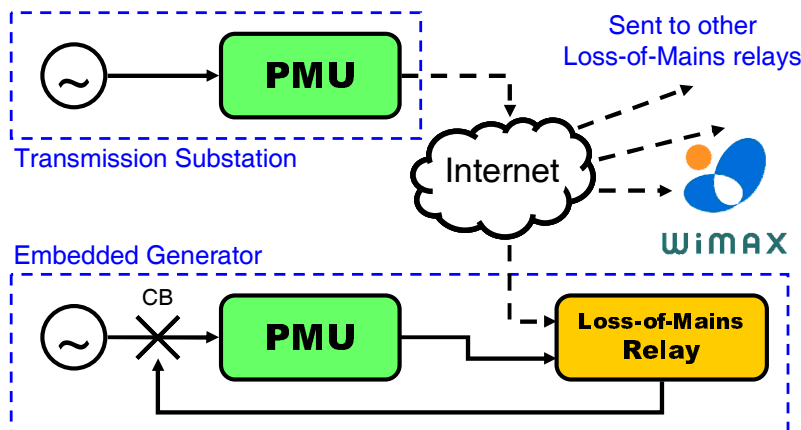 Sent to other
Loss-of-Mains relays
~
PMU
Transmission Substation
Internet
WiMAX
Embedded Generator
CB
~
PMU
Loss-of-Mains
Relay